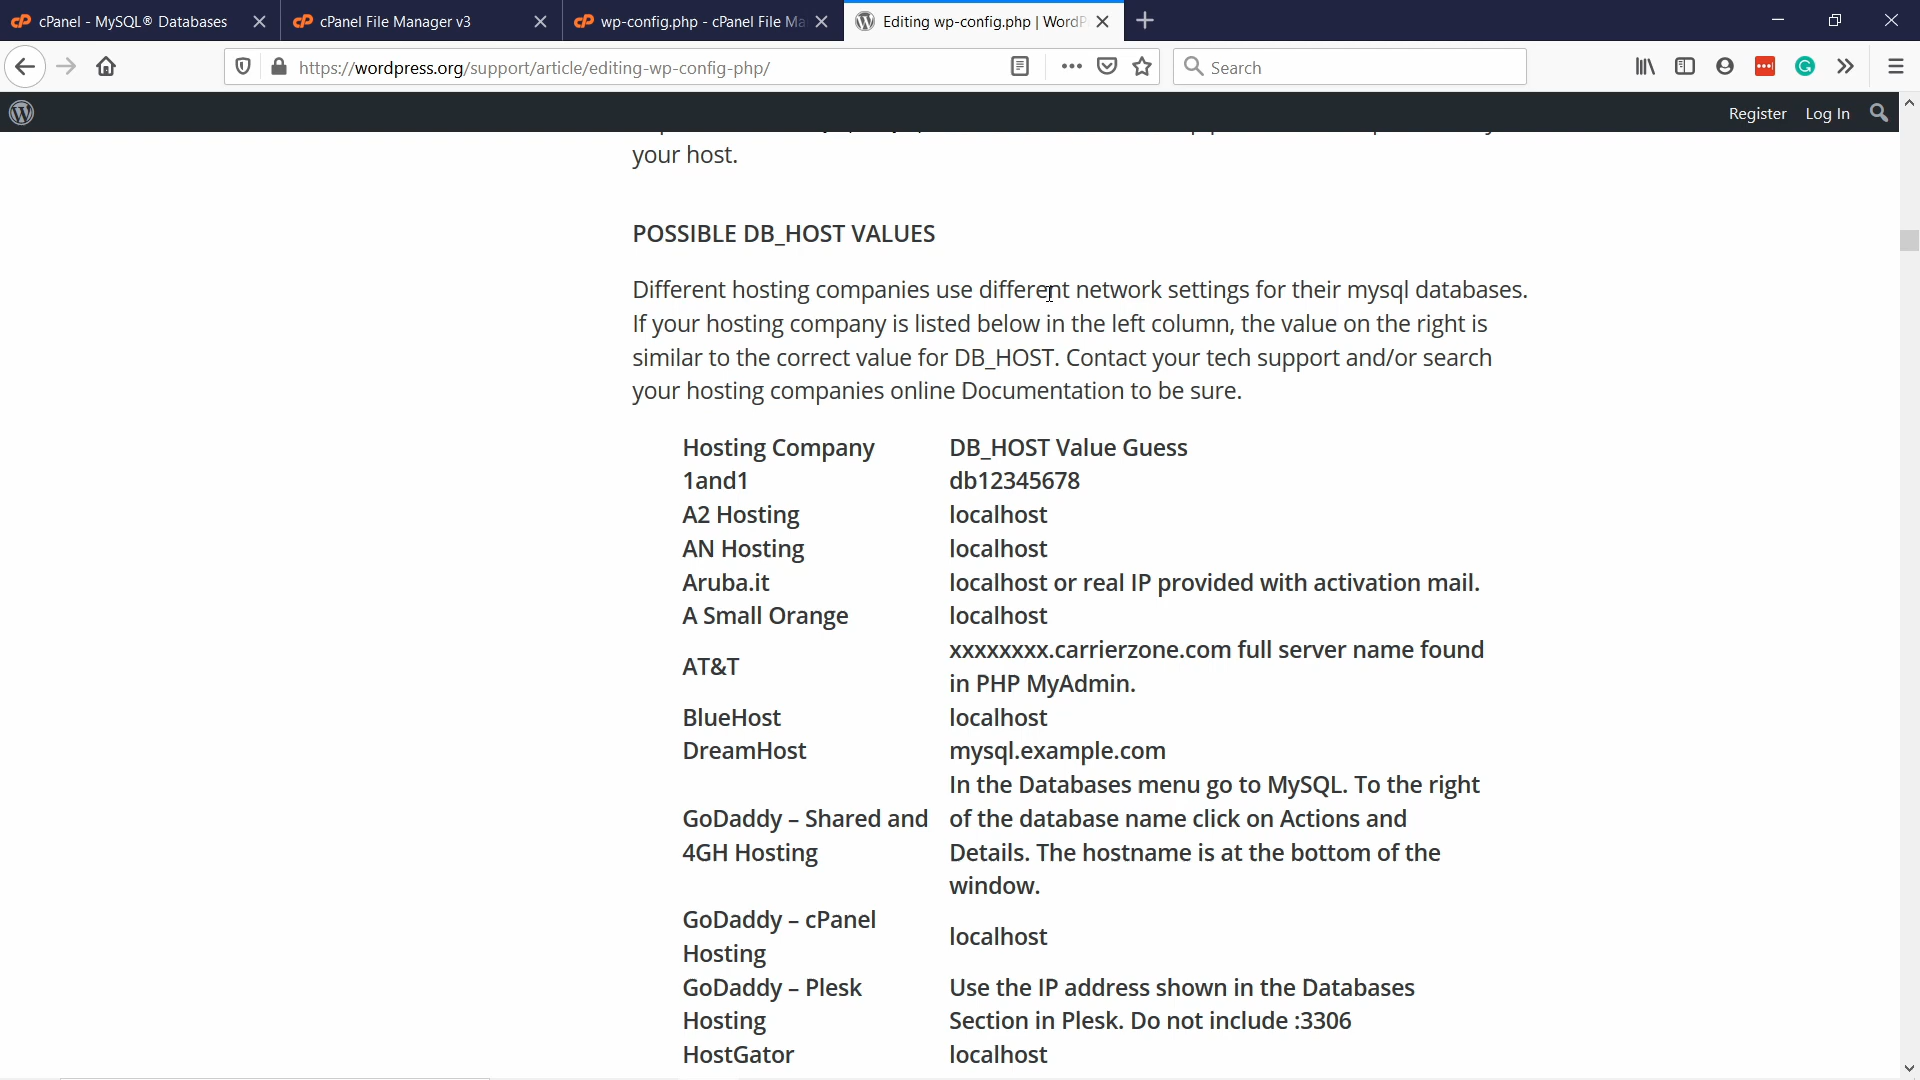 cPanel - MySQL® Databases
cPanel File Manager v3
wp-config.php - cPanel File Ma
Editing wp-config.php | WordP
https://wordpress.org/support/article/editing-wp-config-php/
Search
Register
Log In
your host.
POSSIBLE DB_HOST VALUES
Different hosting companies use different network settings for their mysql databases.
If your hosting company is listed below in the left column, the value on the right is
similar to the correct value for DB_HOST. Contact your tech support and/or search
your hosting companies online Documentation to be sure.
Hosting Company DB_HOST Value Guess
1and1 db12345678
A2 Hosting localhost
AN Hosting localhost
Aruba.it localhost or real IP provided with activation mail.
A Small Orange localhost
AT&T
xxxxxxxx.carrierzone.com full server name found
in PHP MyAdmin.
BlueHost localhost
DreamHost mysql.example.com
GoDaddy – Shared and
4GH Hosting
In the Databases menu go to MySQL. To the right
of the database name click on Actions and
Details. The hostname is at the bottom of the
window.
GoDaddy – cPanel
Hosting
localhost
GoDaddy – Plesk
Hosting
Use the IP address shown in the Databases
Section in Plesk. Do not include :3306
HostGator localhost